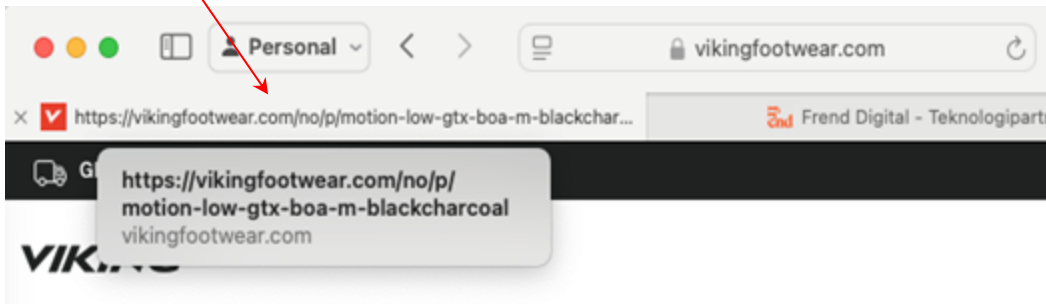 Personal
vikingfootwear.com
https://vikingfootwear.com/no/p/motion-low-gtx-boa-m-blackchar...
Frend Digital - Teknologipart
https://vikingfootwear.com/no/p/
motion-low-gtx-boa-m-blackcharcoal
vikingfootwear.com
VIKING